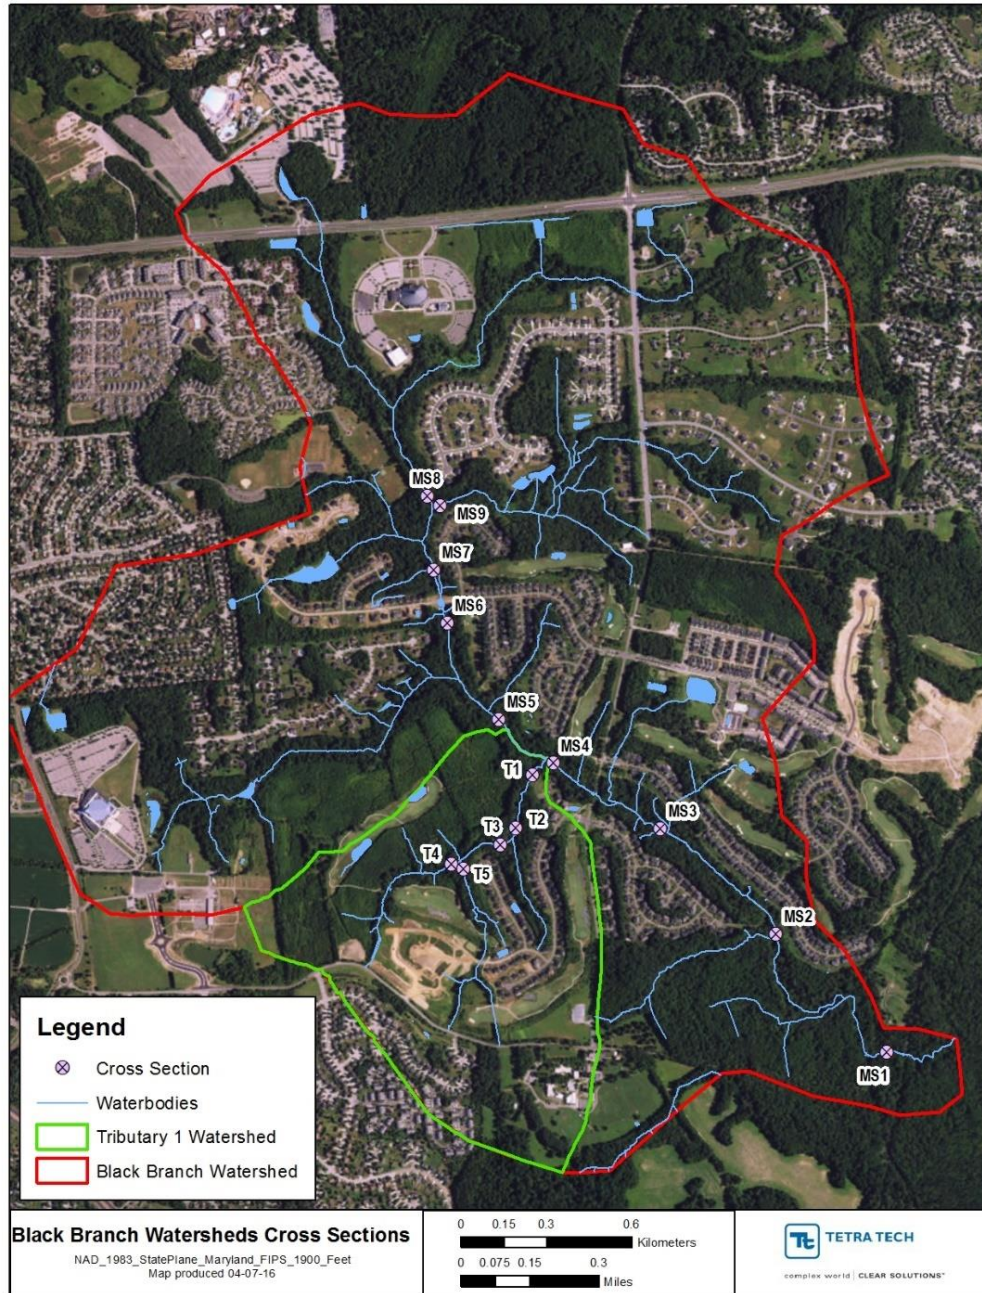 MS8
MS9
MS7
MS6
MS5
MS4
T1
T2
T3
MS3
T4
T5
MS2
MS1
Legend
Cross Section
Waterbodies
Tributary 1 Watershed
Black Branch Watershed
Black Branch Watersheds Cross Sections
NAD_1983_StatePlane_Maryland_FIPS_1900_Feet
Map produced 04-07-16
0 0.15 0.3 0.6
Kilometers
0 0.075 0.15 0.3
Miles
Tt TETRA TECH
complex world | CLEAR SOLUTIONS™